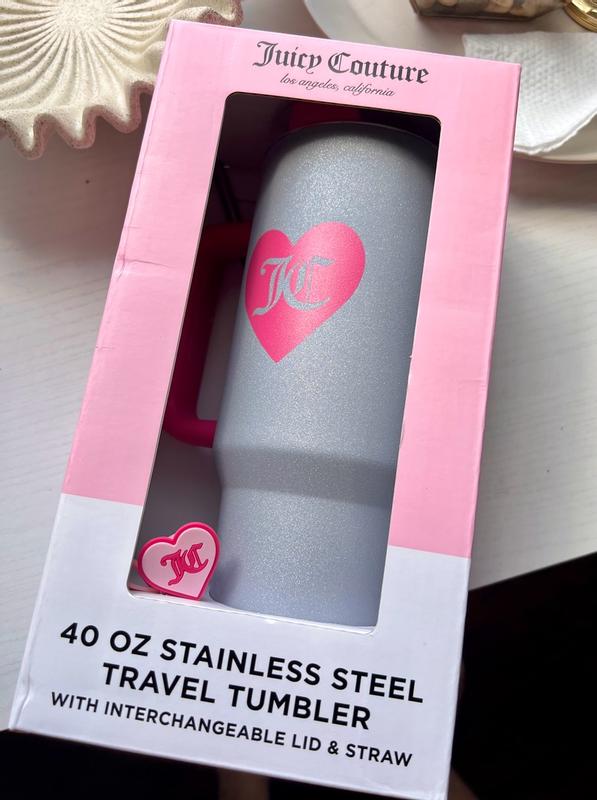 Juicy Couture
los angeles, california
JC
JC
40 OZ STAINLESS STEEL
TRAVEL TUMBLER
WITH INTERCHANGEABLE LID & STRAW